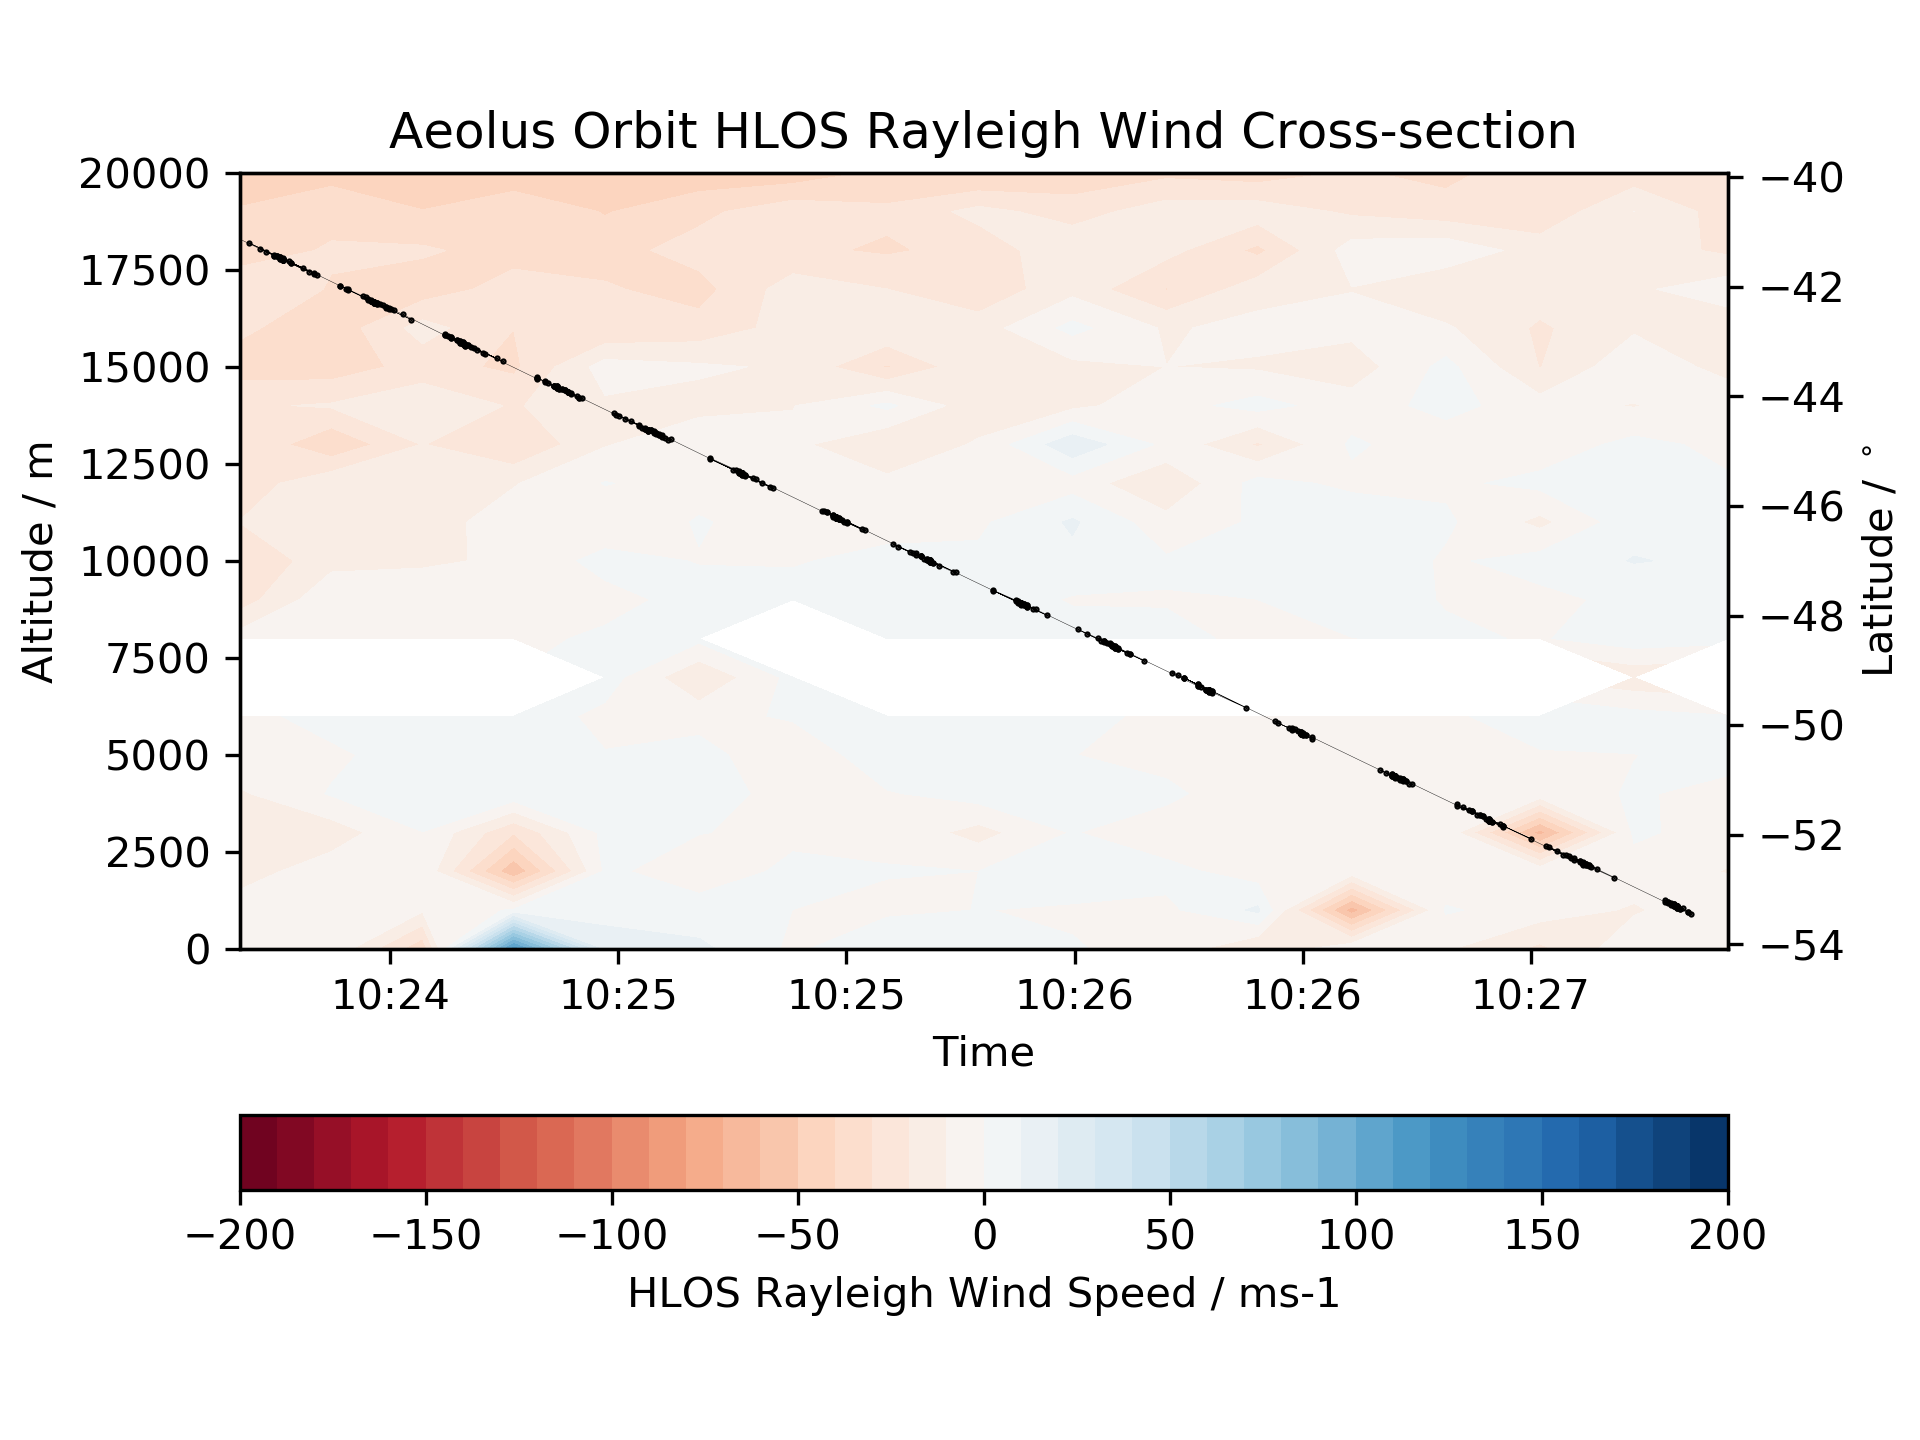 Aeolus Orbit HLOS Rayleigh Wind Cross-section
20000
17500
15000
12500
10000
7500
5000
2500
0
Altitude / m
−40
−42
−44
−46
−48
−50
−52
−54
Latitude / °
10:24 10:25 10:25 10:26 10:26 10:27
Time
−200 −150 −100 −50 0 50 100 150 200
HLOS Rayleigh Wind Speed / ms-1